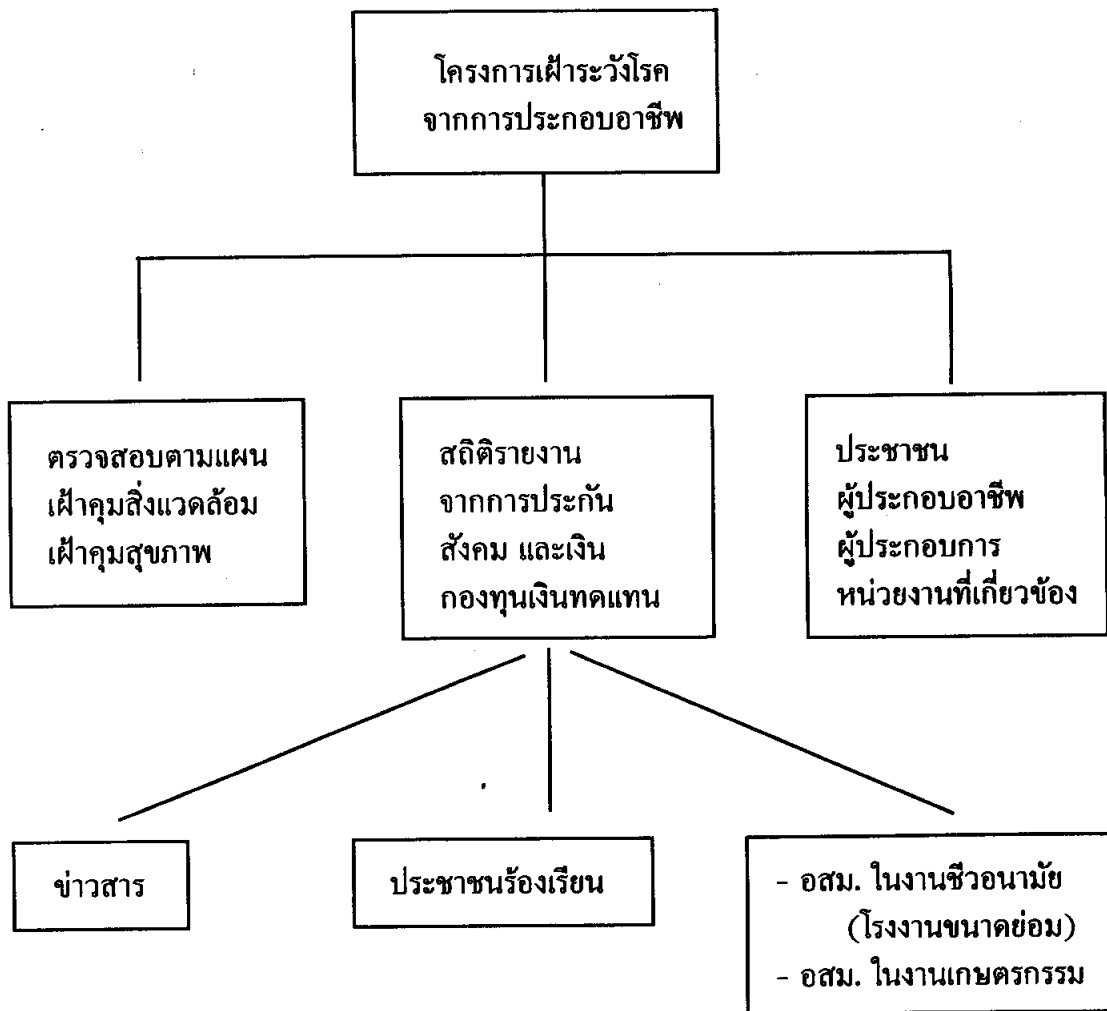 โครงการเฝ้าระวังโรค
จากการประกอบอาชีพ
ตรวจสอบตามแผน
เฝ้าคุมสิ่งแวดล้อม
เฝ้าคุมสุขภาพ
สถิติรายงาน
จากการประกัน
สังคม และเงิน
กองทุนเงินทดแทน
ประชาชน
ผู้ประกอบอาชีพ
ผู้ประกอบการ
หน่วยงานที่เกี่ยวข้อง
ข่าวสาร
ประชาชนร้องเรียน
- อสม. ในงานชีวอนามัย
(โรงงานขนาดย่อม)
- อสม. ในงานเกษตรกรรม